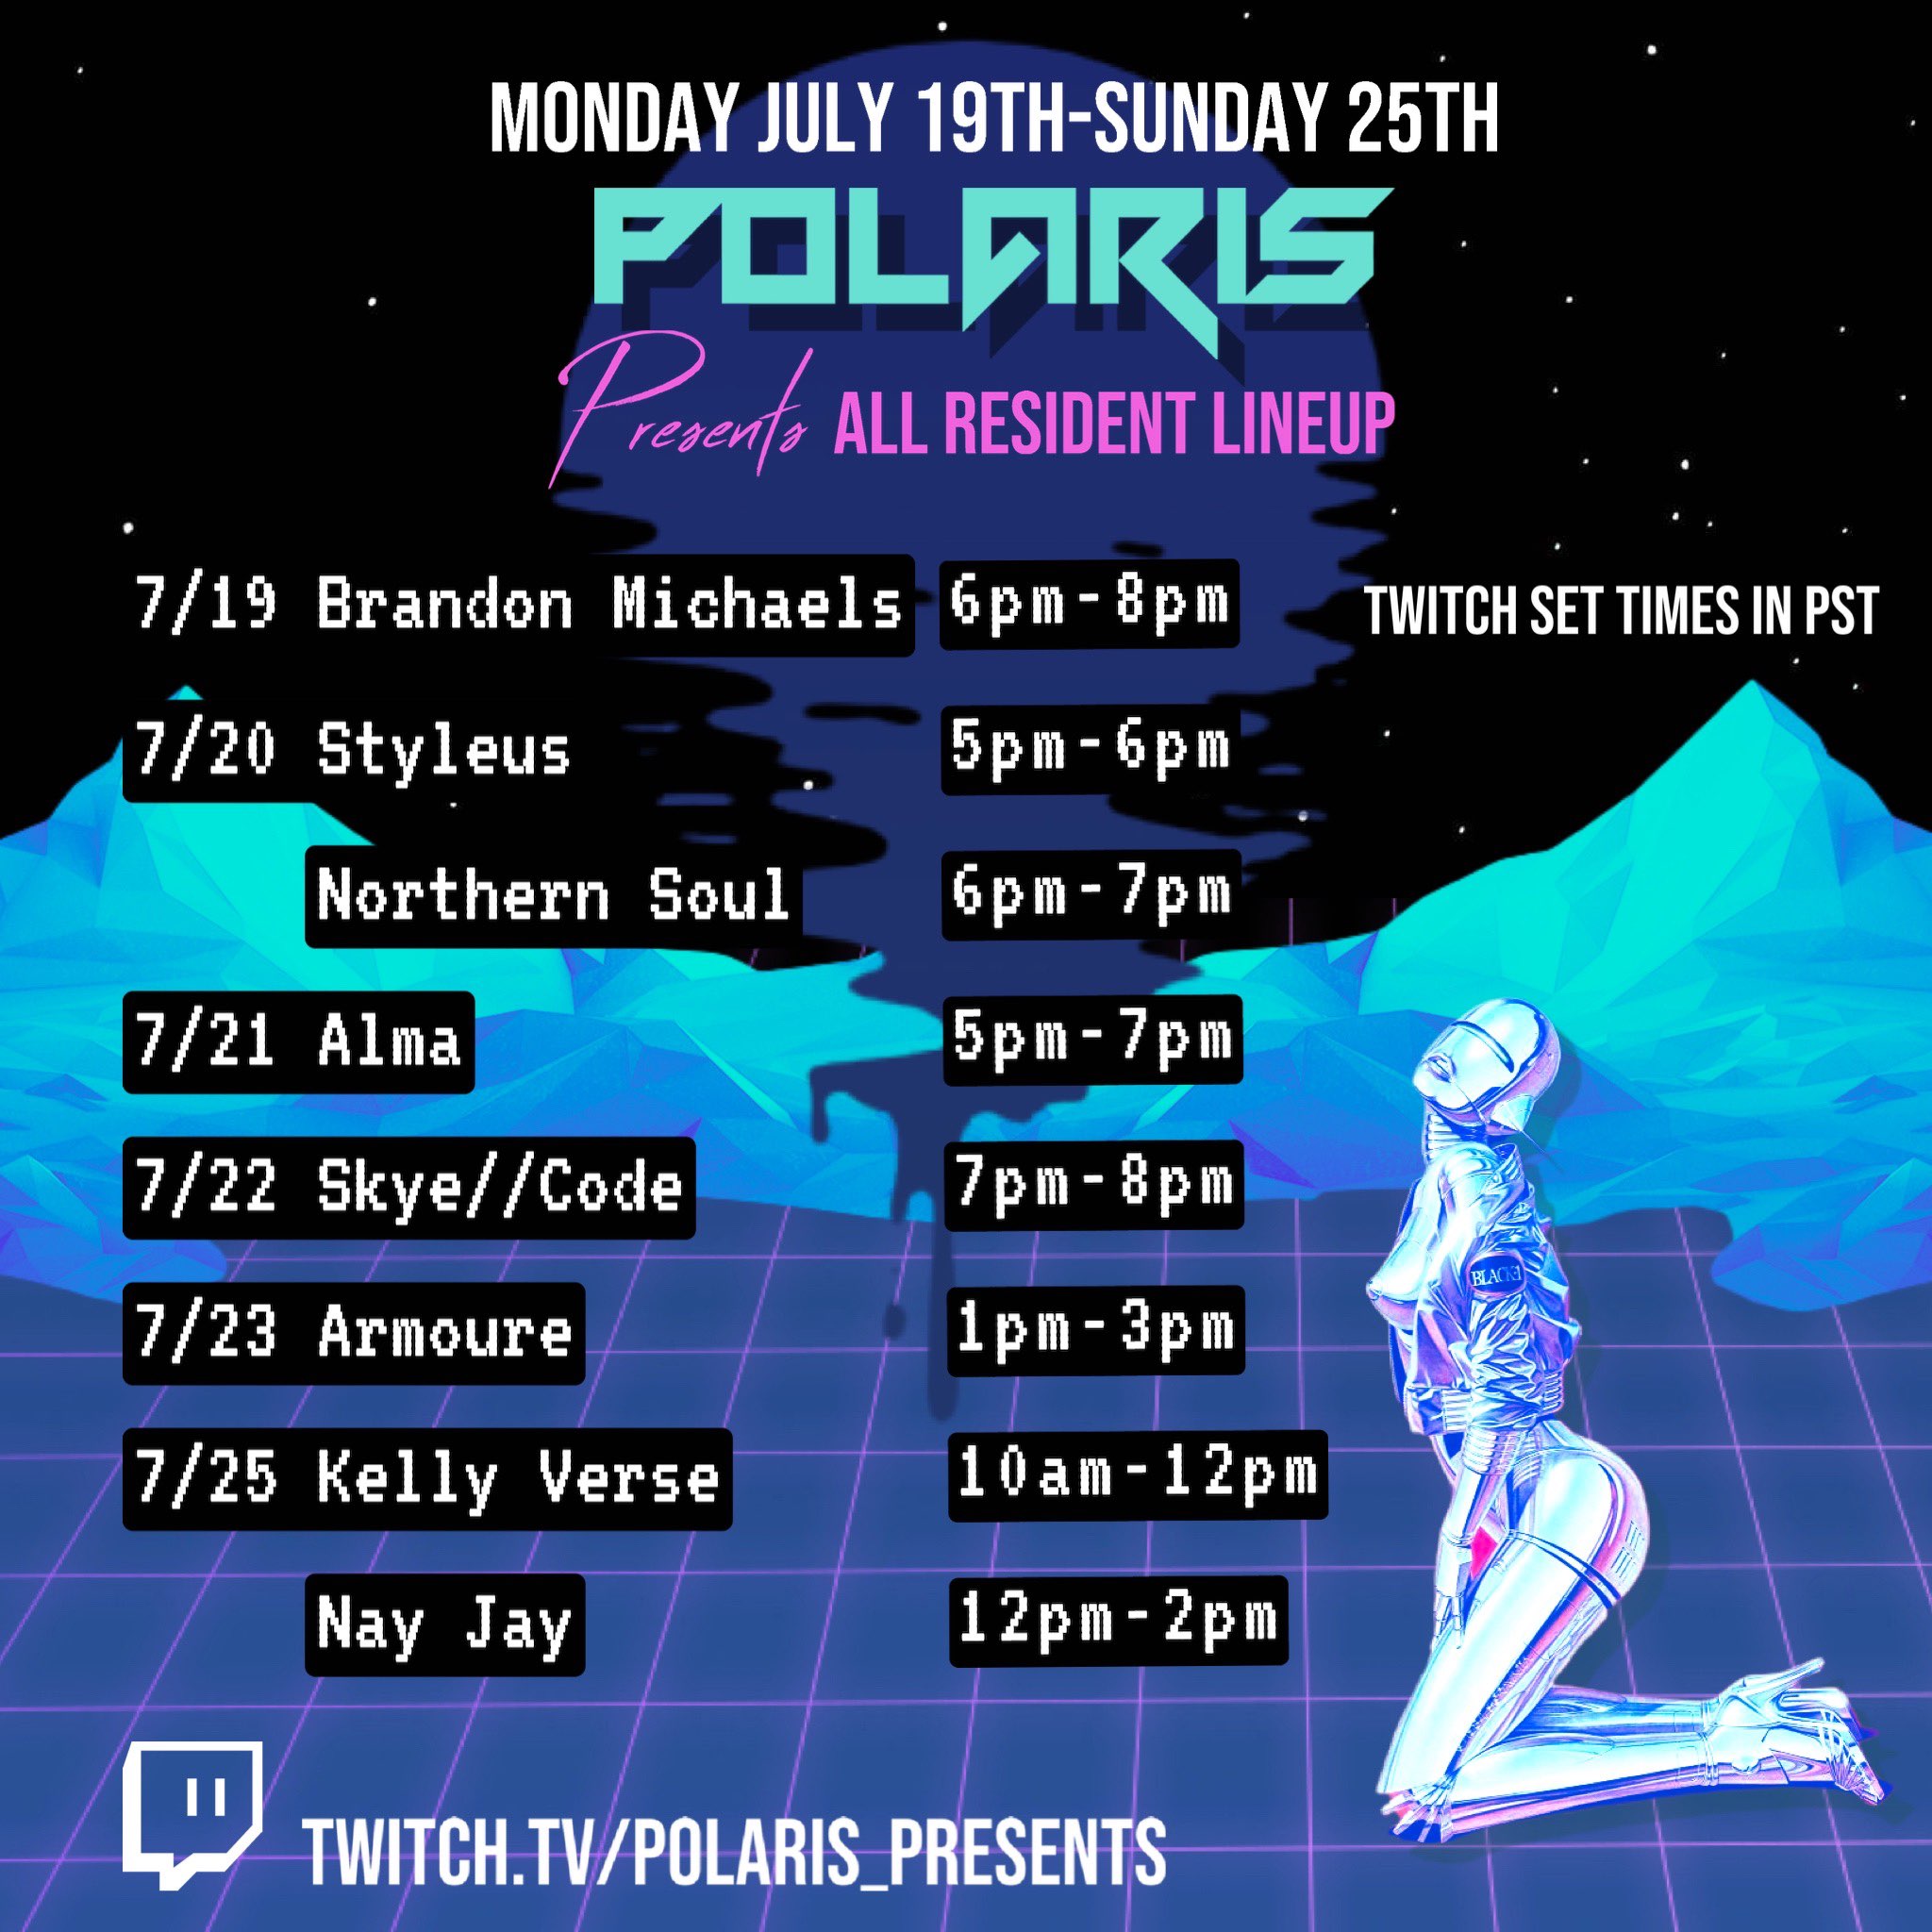 MONDAY JULY 19TH-SUNDAY 25TH
POLARIS
Presents ALL RESIDENT LINEUP
7/19 Brandon Michaels 6pm-8pm
TWITCH SET TIMES IN PST
7/20 Styleus 5pm-6pm
Northern Soul 6pm-7pm
7/21 Alma 5pm-7pm
7/22 Skye//Code 7pm-8pm
7/23 Armoure 1pm-3pm
7/25 Kelly Verse 10am-12pm
Nay Jay 12pm-2pm
TWITCH.TV/POLARIS_PRESENTS